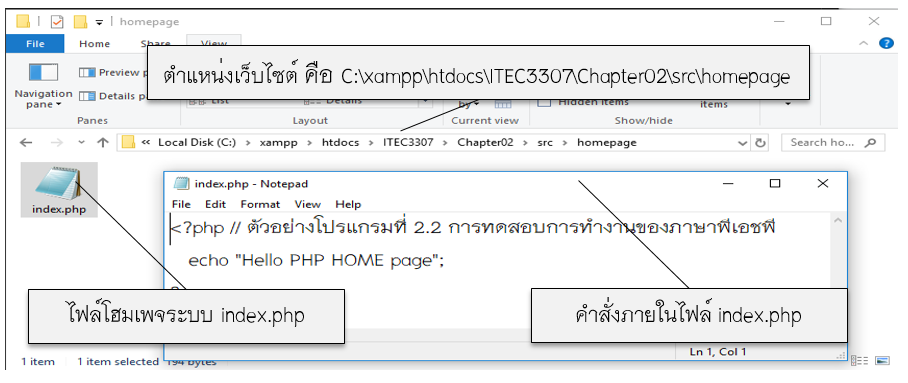 homepage
File Home Share View
ตำแหน่งเว็บไซต์ คือ C:\xampp\htdocs\ITEC3307\Chapter02\src\homepage
Preview p
Navigation pane
Details p
List Details
by
Hidden items
items
Panes Layout Current view Show/hide
« Local Disk (C:) > xampp > htdocs > ITEC3307 > Chapter02 > src > homepage
Search ho...
index.php
index.php - Notepad
File Edit Format View Help
<?php // ตัวอย่างโปรแกรมที่ 2.2 การทดสอบการทำงานของภาษาพีเอชพี
echo "Hello PHP HOME page";
ไฟล์โฮมเพจระบบ index.php
คำสั่งภายในไฟล์ index.php
Ln 1, Col 1
1 item 1 item selected 194 bytes